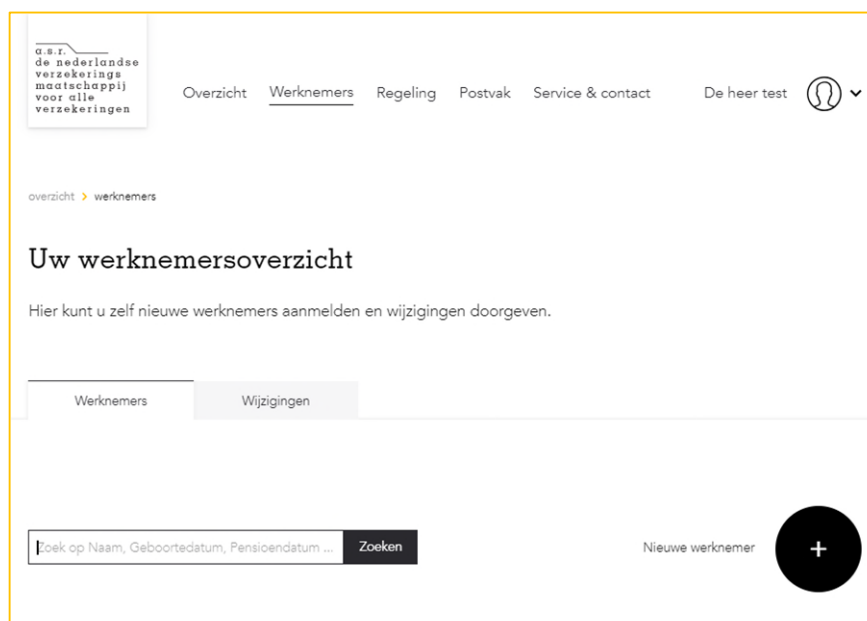 a.s.r.
de nederlandse
verzekerings
maatschappij
voor alle
verzekeringen
Overzicht Werknemers Regeling Postvak Service & contact De heer test
overzicht > werknemers
Uw werknemersoverzicht
Hier kunt u zelf nieuwe werknemers aanmelden en wijzigingen doorgeven.
Werknemers Wijzigingen
Zoek op Naam, Geboortedatum, Pensioendatum ... Zoeken Nieuwe werknemer +